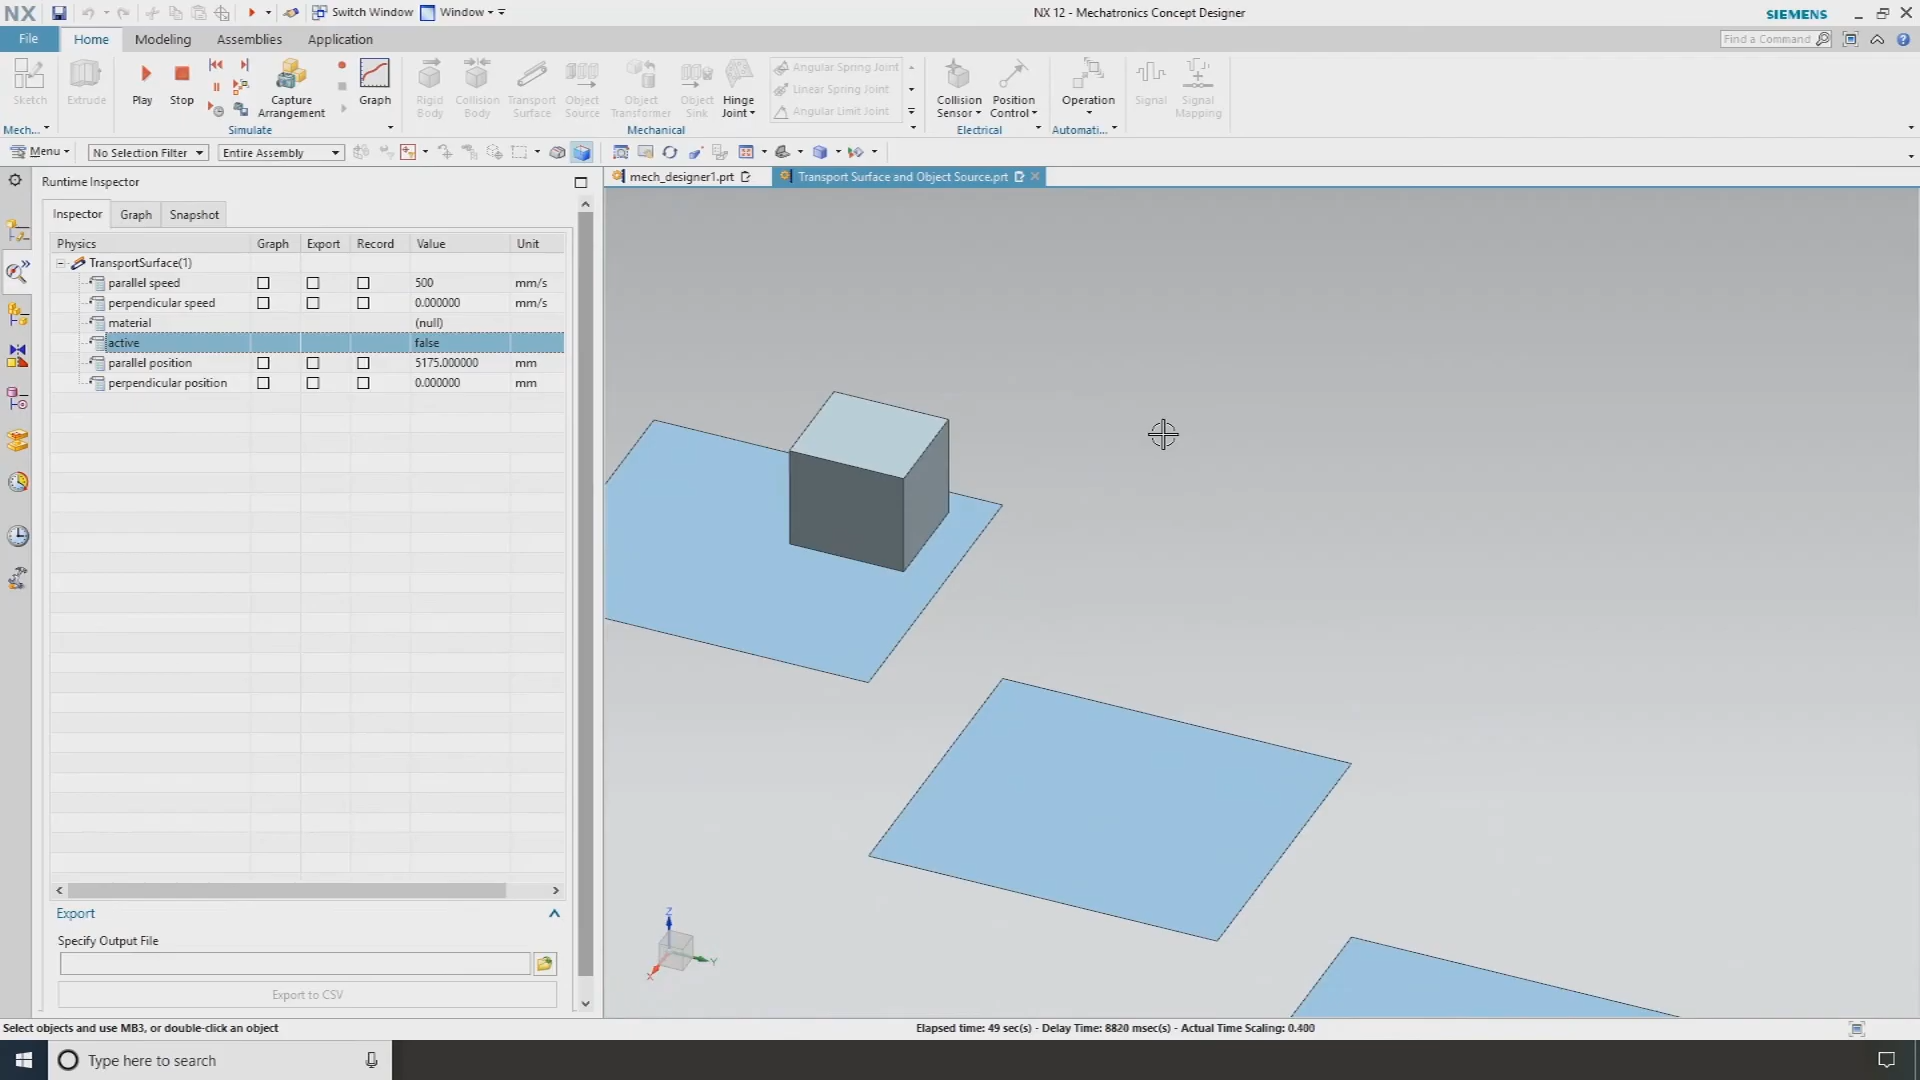 NX
Switch Window
Window
NX 12 - Mechatronics Concept Designer
SIEMENS
File
Home
Modeling
Assemblies
Application
Find a Command
Sketch
Extrude
Play
Stop
Capture Arrangement
Graph
Rigid Body
Collision Body
Transport Surface
Object Source
Object Transformer
Object Sink
Hinge Joint
Angular Spring Joint
Linear Spring Joint
Angular Limit Joint
Collision Sensor
Position Control
Operation
Signal
Signal Mapping
Mech...
Simulate
Mechanical
Electrical
Automati...
Menu
No Selection Filter
Entire Assembly
Runtime Inspector
mech_designer1.prt
Transport Surface and Object Source.prt
Inspector
Graph
Snapshot
Physics Graph Export Record Value Unit
TransportSurface(1)
parallel speed 500 mm/s
perpendicular speed 0.000000 mm/s
material (null)
active false
parallel position 5175.000000 mm
perpendicular position 0.000000 mm
Export
Specify Output File
Export to CSV
Z
Y
X
Select objects and use MB3, or double-click an object
Elapsed time: 49 sec(s) - Delay Time: 8820 msec(s) - Actual Time Scaling: 0.400
Type here to search